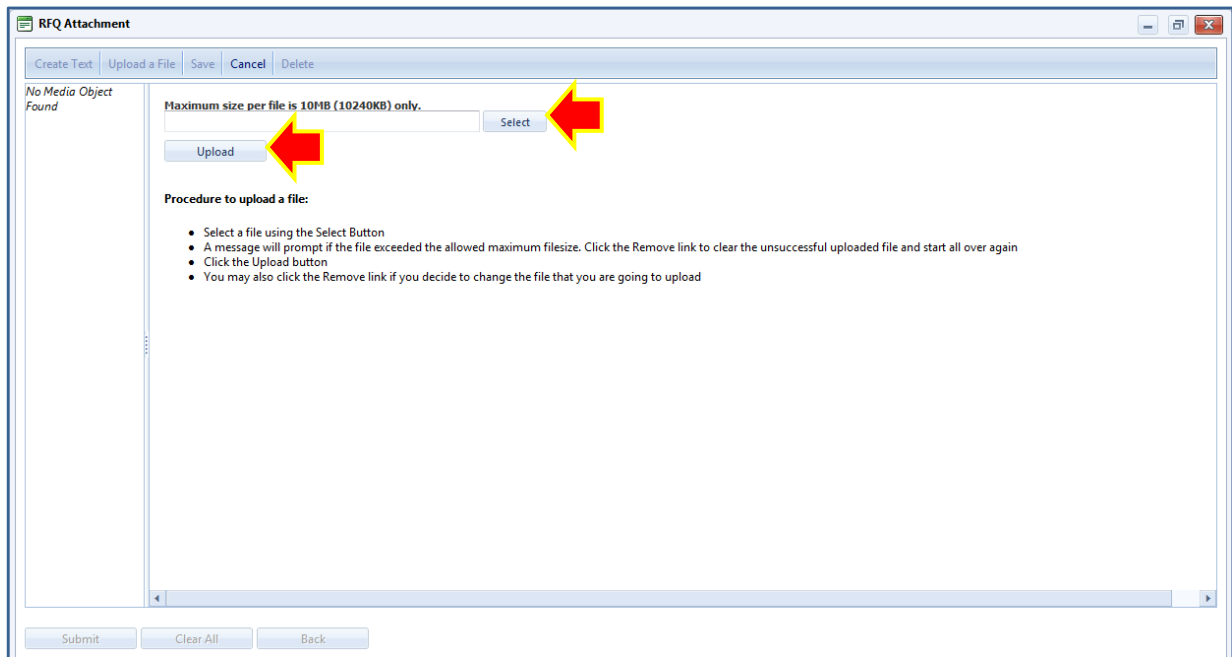 RFQ Attachment
Create Text Upload a File Save Cancel Delete
No Media Object
Found
Maximum size per file is 10MB (10240KB) only.
Select
Upload
Procedure to upload a file:
Select a file using the Select Button
A message will prompt if the file exceeded the allowed maximum filesize. Click the Remove link to clear the unsuccessful uploaded file and start all over again
Click the Upload button
You may also click the Remove link if you decide to change the file that you are going to upload
Submit Clear All Back